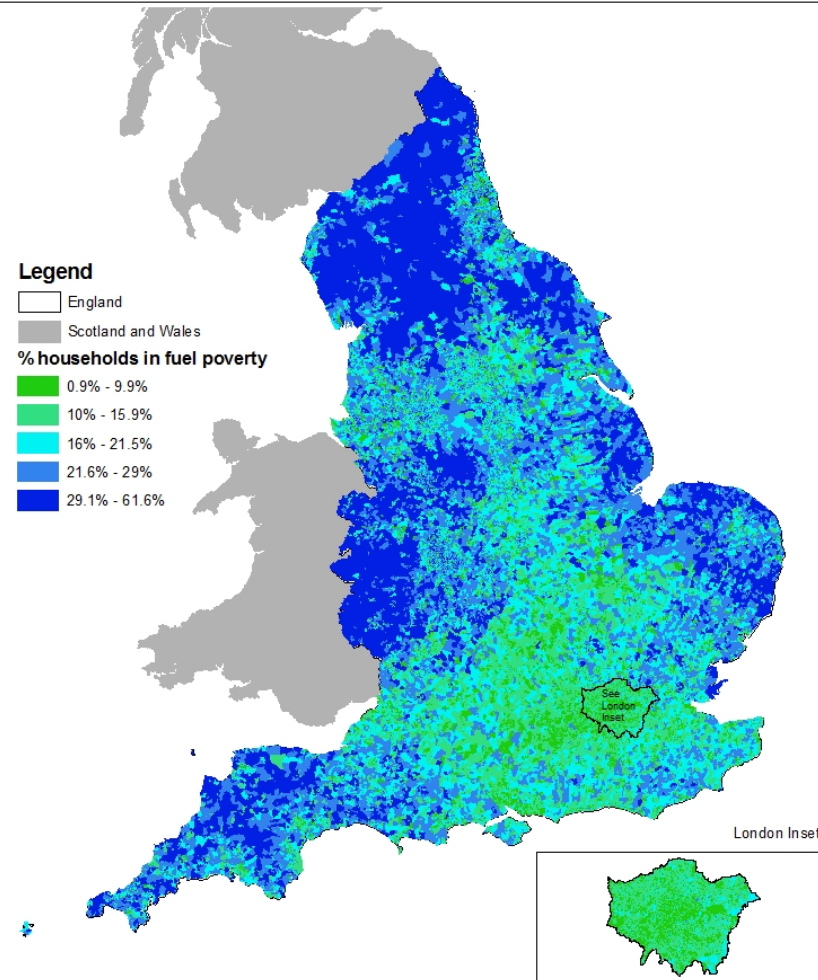 Legend
England
Scotland and Wales
% households in fuel poverty
0.9% - 9.9%
10% - 15.9%
16% - 21.5%
21.6% - 29%
29.1% - 61.6%
See
London
Inset
London Inset